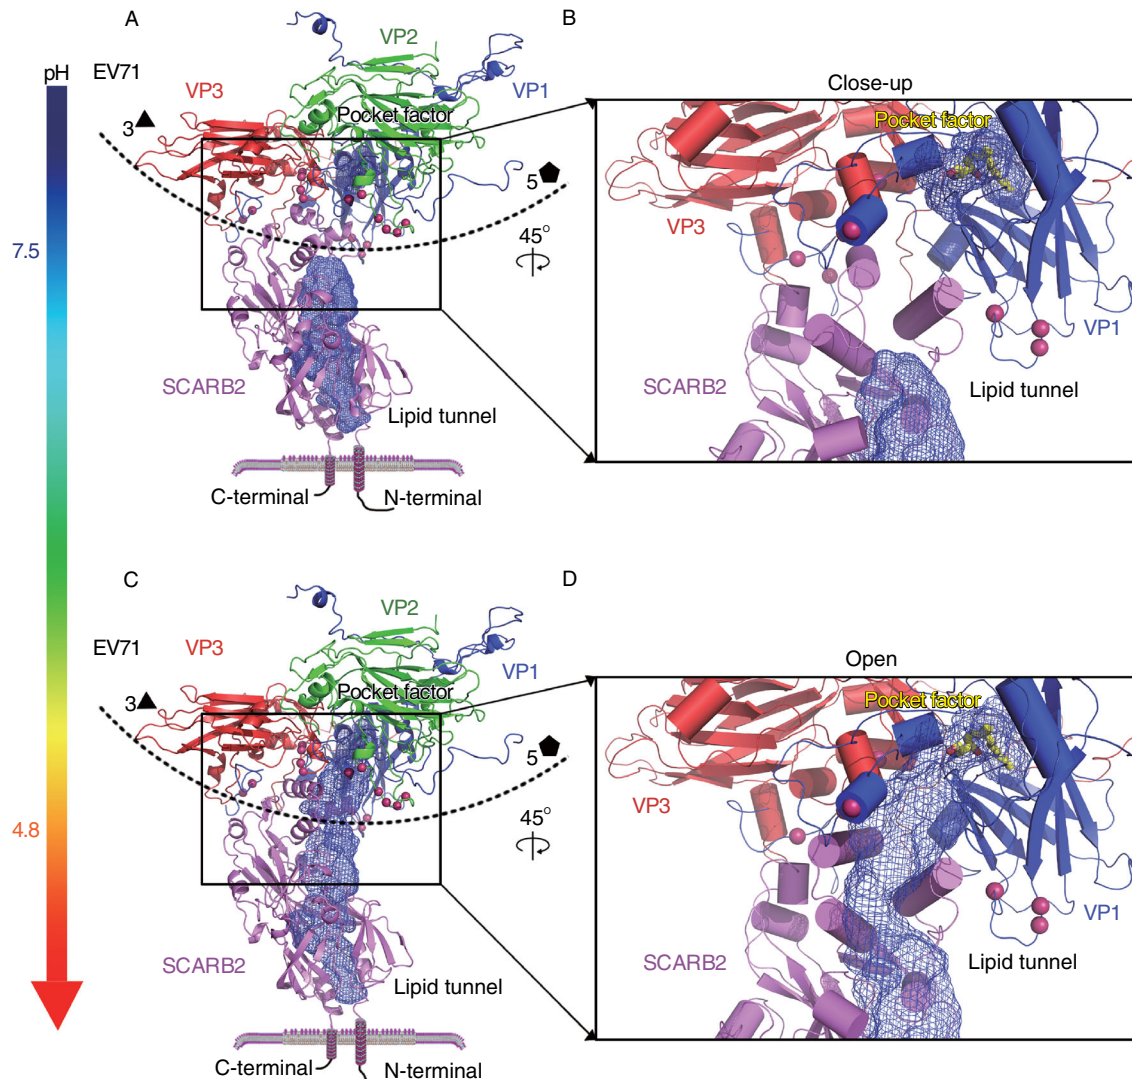 A
B
pH
EV71
VP2
VP3
VP1
Pocket factor
3
5
45°
7.5
SCARB2
Lipid tunnel
C-terminal
N-terminal
Close-up
Pocket factor
VP3
VP1
SCARB2
Lipid tunnel
C
D
EV71
VP2
VP3
VP1
Pocket factor
3
5
45°
4.8
SCARB2
Lipid tunnel
C-terminal
N-terminal
Open
Pocket factor
VP3
VP1
SCARB2
Lipid tunnel